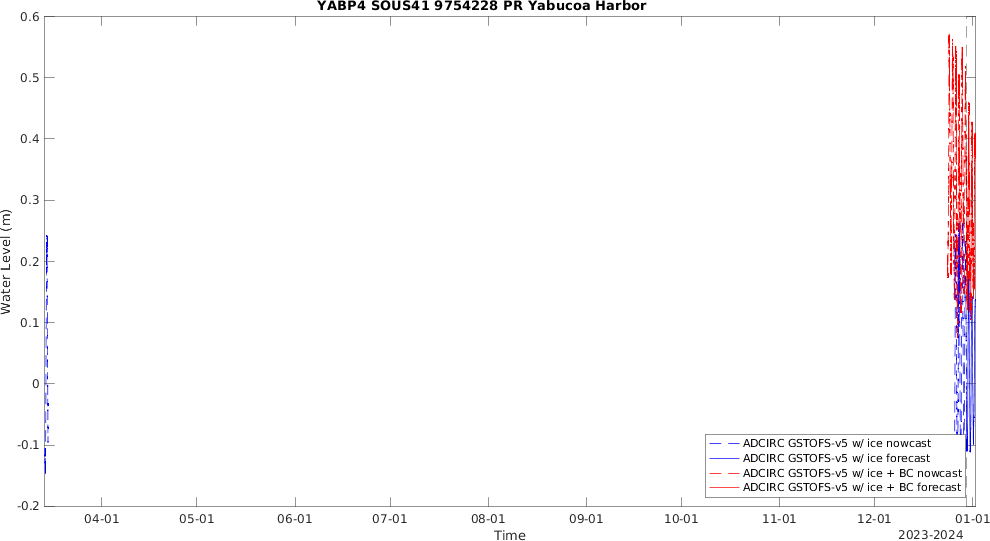 YABP4 SOUS41 9754228 PR Yabucoa Harbor
0.6
0.5
0.4
0.3
0.2
0.1
0
-0.1
-0.2
Water Level (m)
ADCIRC GSTOFS-v5 w/ ice nowcast
ADCIRC GSTOFS-v5 w/ ice forecast
ADCIRC GSTOFS-v5 w/ ice + BC nowcast
ADCIRC GSTOFS-v5 w/ ice + BC forecast
04-01 05-01 06-01 07-01 08-01 09-01 10-01 11-01 12-01 01-01
Time
2023-2024